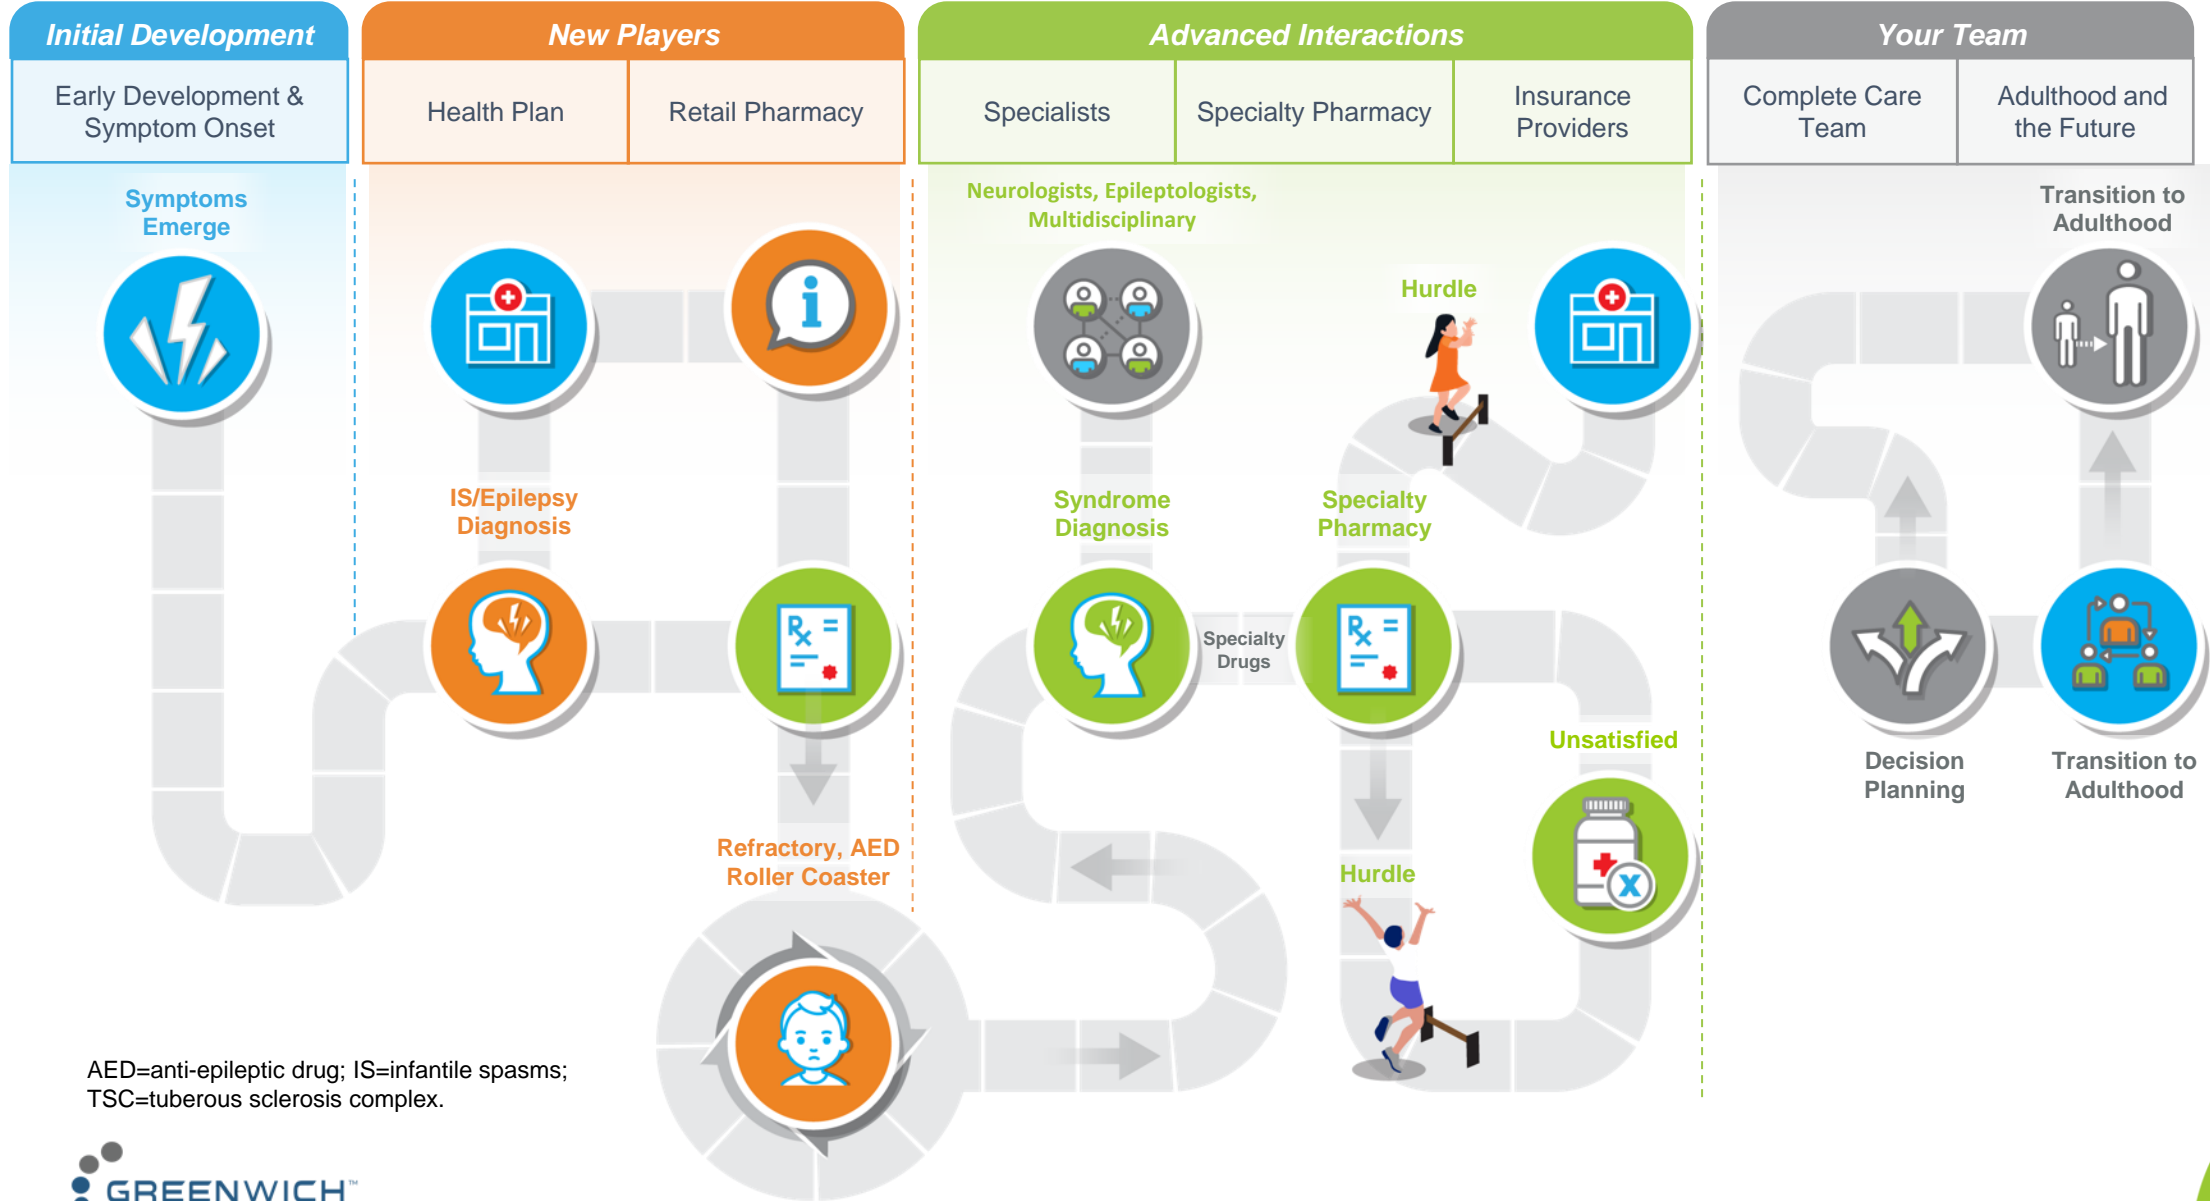 Initial Development
New Players
Advanced Interactions
Your Team
Early Development &
Symptom Onset
Health Plan
Retail Pharmacy
Specialists
Specialty Pharmacy
Insurance
Providers
Complete Care
Team
Adulthood and
the Future
Symptoms
Emerge
Neurologists, Epileptologists,
Multidisciplinary
Hurdle
Transition to
Adulthood
i
IS/Epilepsy
Diagnosis
Syndrome
Diagnosis
Specialty
Pharmacy
Rx
Specialty
Drugs
Rx
Unsatisfied
X
Decision
Planning
Transition to
Adulthood
Refractory, AED
Roller Coaster
Hurdle
AED=anti-epileptic drug; IS=infantile spasms;
TSC=tuberous sclerosis complex.
GREENWICH™